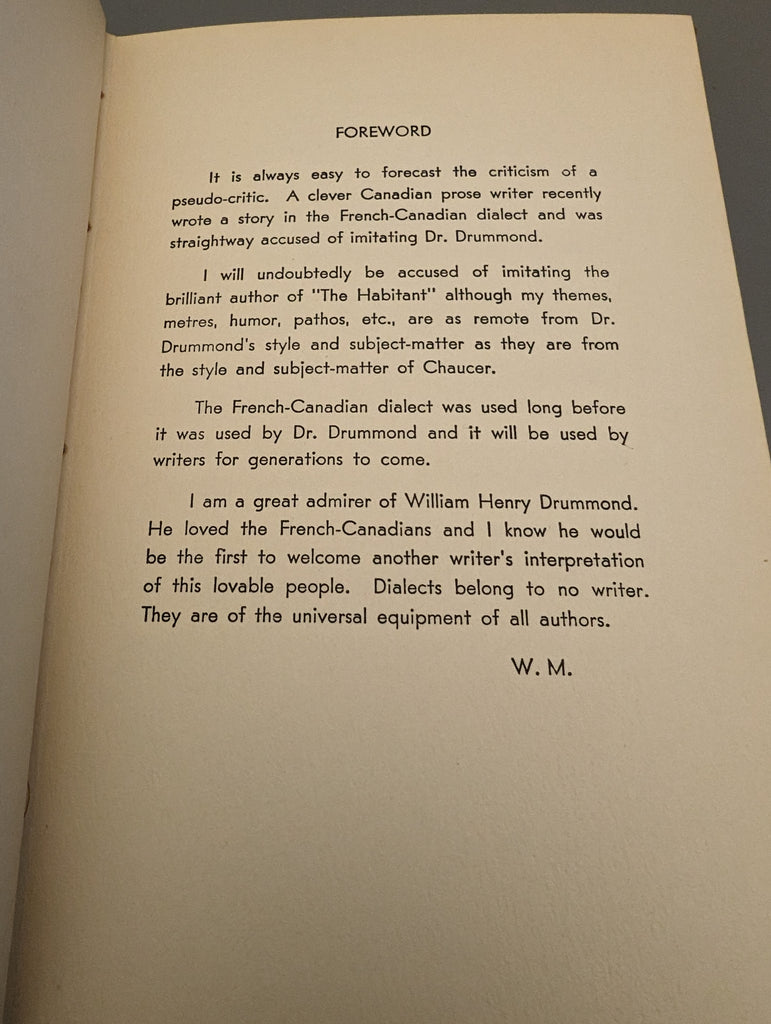 FOREWORD
It is always easy to forecast the criticism of a
pseudo-critic. A clever Canadian prose writer recently
wrote a story in the French-Canadian dialect and was
straightway accused of imitating Dr. Drummond.
I will undoubtedly be accused of imitating the
brilliant author of "The Habitant" although my themes,
metres, humor, pathos, etc., are as remote from Dr.
Drummond's style and subject-matter as they are from
the style and subject-matter of Chaucer.
The French-Canadian dialect was used long before
it was used by Dr. Drummond and it will be used by
writers for generations to come.
I am a great admirer of William Henry Drummond.
He loved the French-Canadians and I know he would
be the first to welcome another writer's interpretation
of this lovable people. Dialects belong to no writer.
They are of the universal equipment of all authors.
W. M.